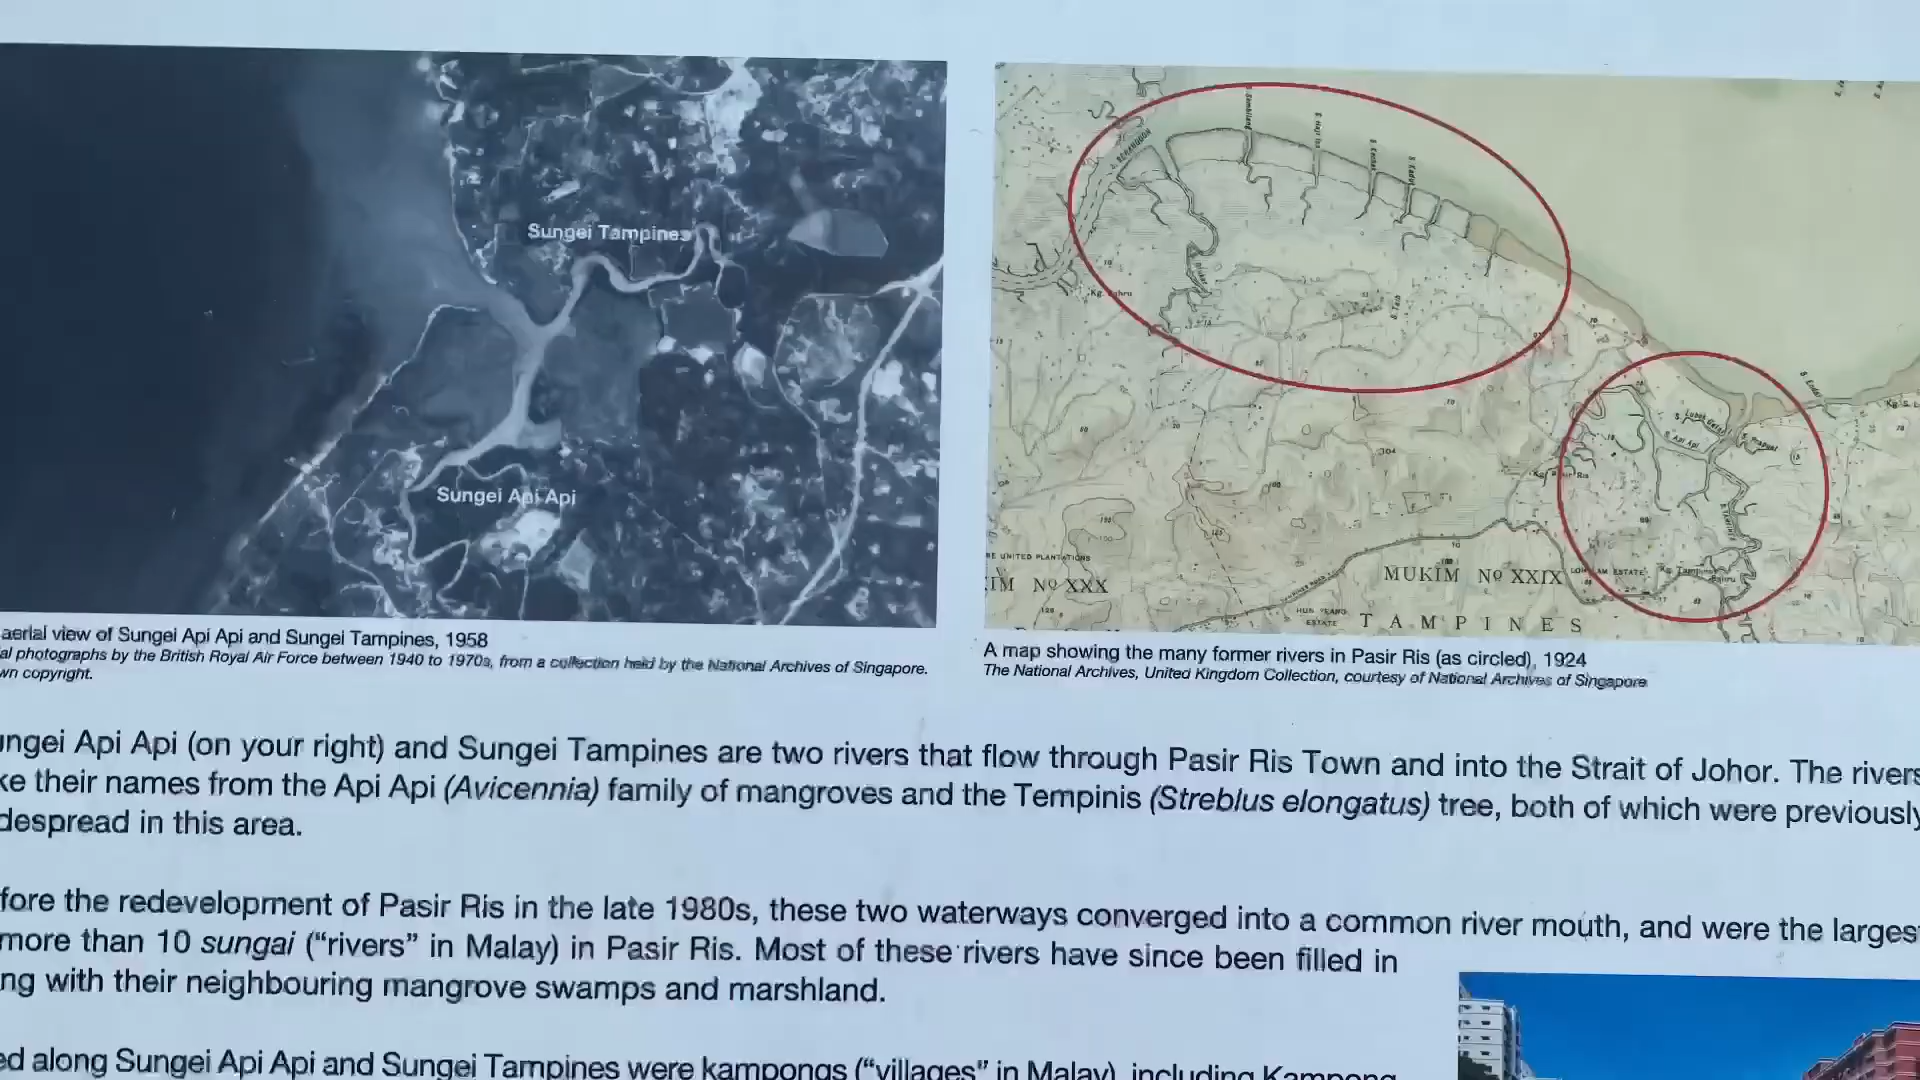 Sungei Tampines
Sungei Api Api
aerial view of Sungei Api Api and Sungei Tampines, 1958
al photographs by the British Royal Air Force between 1940 to 1970s, from a collection held by the National Archives of Singapore.
wn copyright.
MUKIM No XXIX
IM No XXX
TAMPINES
A map showing the many former rivers in Pasir Ris (as circled), 1924
The National Archives, United Kingdom Collection, courtesy of National Archives of Singapore
ungei Api Api (on your right) and Sungei Tampines are two rivers that flow through Pasir Ris Town and into the Strait of Johor. The rivers
ke their names from the Api Api (Avicennia) family of mangroves and the Tempinis (Streblus elongatus) tree, both of which were previously
despread in this area.
fore the redevelopment of Pasir Ris in the late 1980s, these two waterways converged into a common river mouth, and were the largest
more than 10 sungai (“rivers” in Malay) in Pasir Ris. Most of these rivers have since been filled in
ng with their neighbouring mangrove swamps and marshland.
ed along Sungei Api Api and Sungei Tampines were kampongs (“villages” in Malay), including Kampong